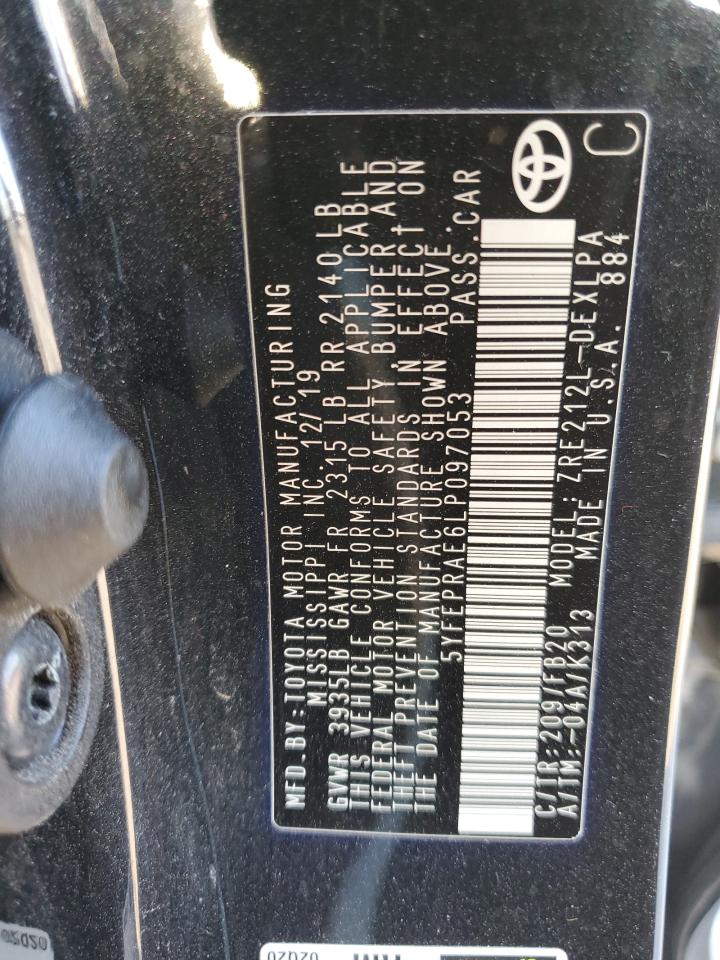 MFD.BY:TOYOTA MOTOR MANUFACTURING
MISSISSIPPI INC. 12/19
GVWR 3935LB GAWR FR 2315 LB RR 2140 LB
THIS VEHICLE CONFORMS TO ALL APPLICABLE
FEDERAL MOTOR VEHICLE SAFETY, BUMPER, AND
THEFT PREVENTION STANDARDS IN EFFECT ON
THE DATE OF MANUFACTURE SHOWN ABOVE.
5YFEPRAE6LP097053 PASS.CAR
C/TR:209/FB20 MODEL:ZRE212L-DEXLPA
A/TM:-04A/K313 MADE IN U.S.A. 884
C
02020
02020